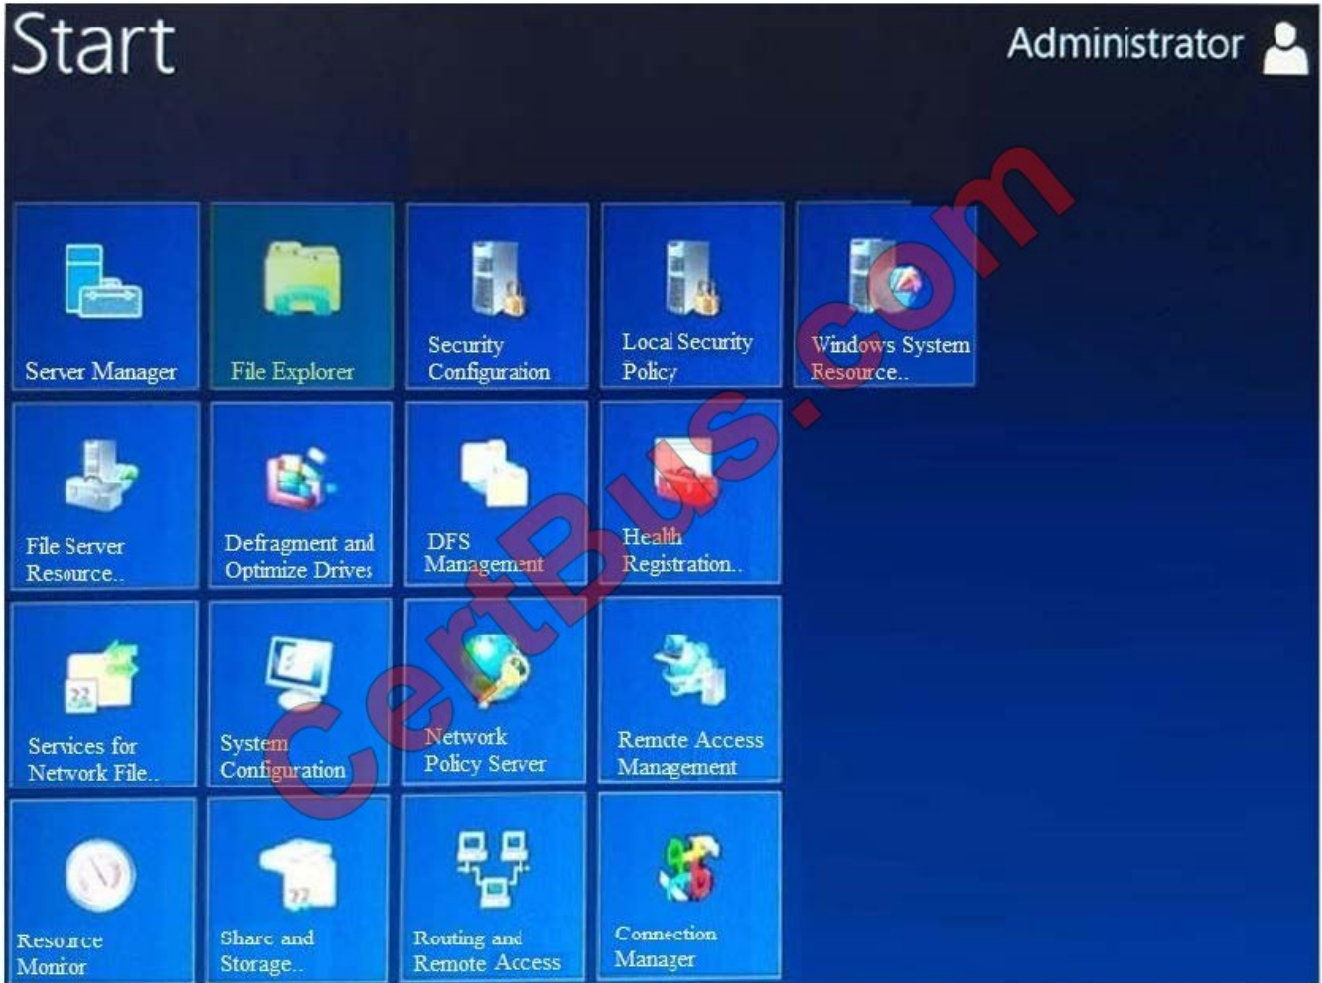 Start
Administrator
Server Manager
File Explorer
Security
Configuration
Local Security
Policy
Windows System
Resource..
File Server
Resource..
Defragment and
Optimize Drives
DFS
Management
Health
Registration..
Services for
Network File..
System
Configuration
Network
Policy Server
Remote Access
Management
Resource
Monitor
Share and
Storage..
Routing and
Remote Access
Connection
Manager
CertBus.com